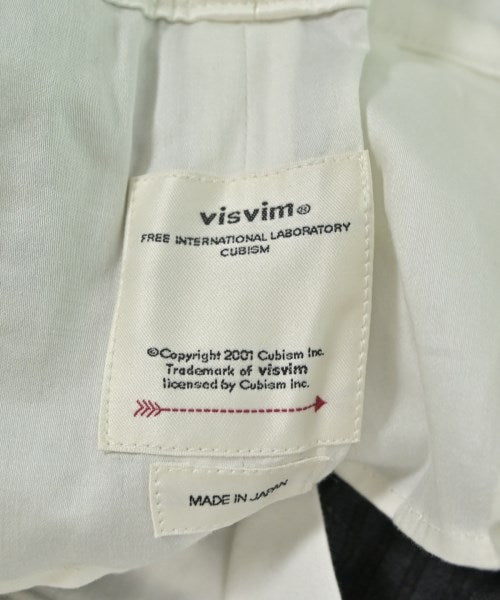 visvim®
FREE INTERNATIONAL LABORATORY
CUBISM
©Copyright 2001 Cubism Inc.
Trademark of visvim
licensed by Cubism Inc.
MADE IN JAPAN